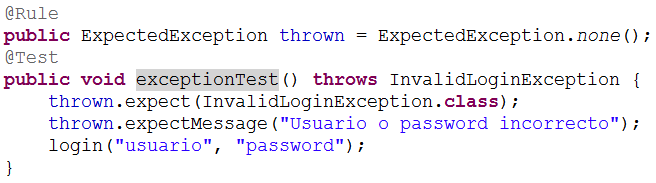 @Rule
public ExpectedException thrown = ExpectedException.none();
@Test
public void exceptionTest() throws InvalidLoginException {
    thrown.expect(InvalidLoginException.class);
    thrown.expectMessage("Usuario o password incorrecto");
    login("usuario", "password");
}